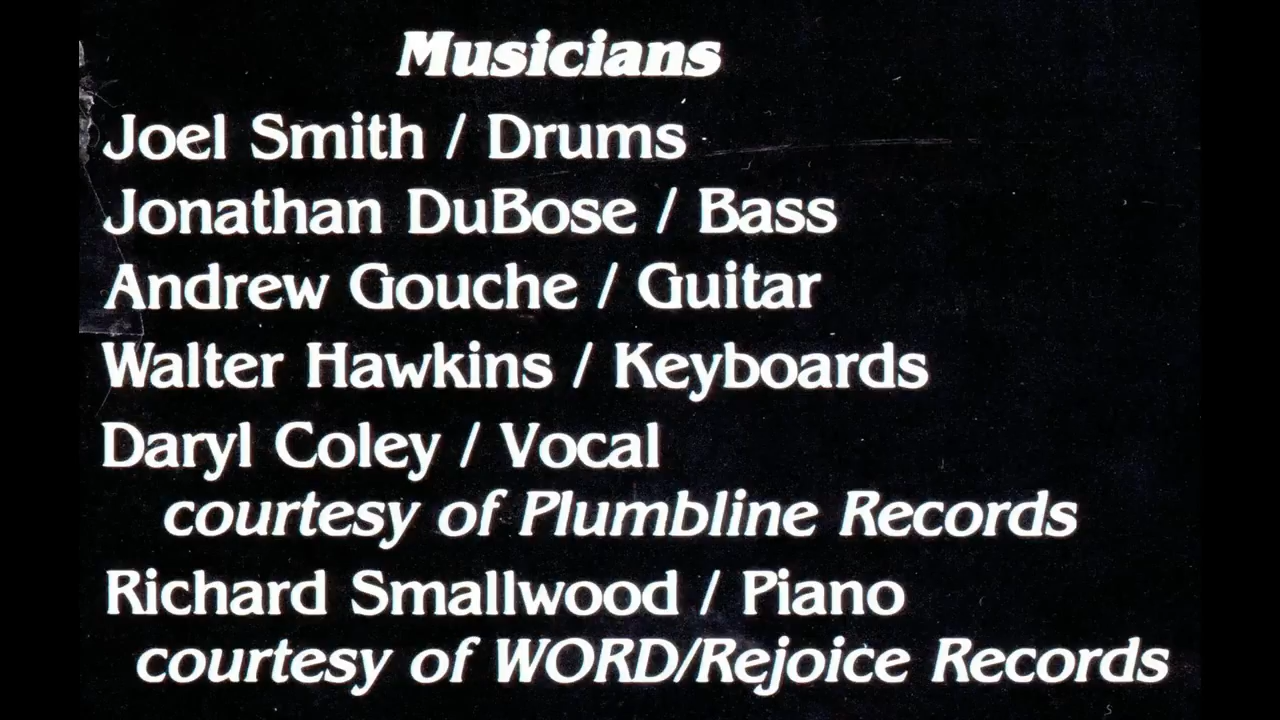 Musicians
Joel Smith / Drums
Jonathan DuBose / Bass
Andrew Gouche / Guitar
Walter Hawkins / Keyboards
Daryl Coley / Vocal
courtesy of Plumbline Records
Richard Smallwood / Piano
courtesy of WORD/Rejoice Records